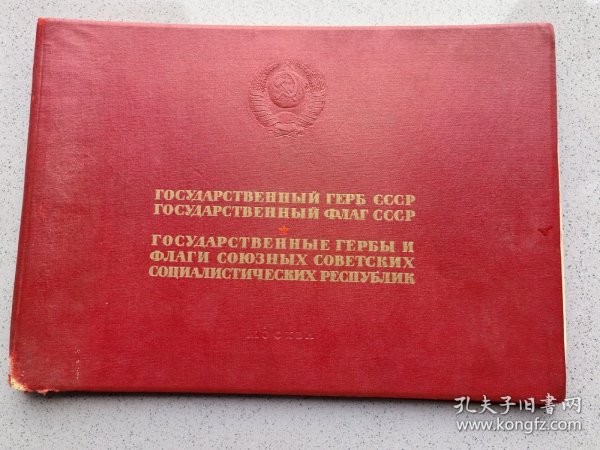 ГОСУДАРСТВЕННЫЙ ГЕРБ СССР
ГОСУДАРСТВЕННЫЙ ФЛАГ СССР
ГОСУДАРСТВЕННЫЕ ГЕРБЫ И
ФЛАГИ СОЮЗНЫХ СОВЕТСКИХ
СОЦИАЛИСТИЧЕСКИХ РЕСПУБЛИК
МОСКВА
孔夫子旧书网
www.kongfz.com